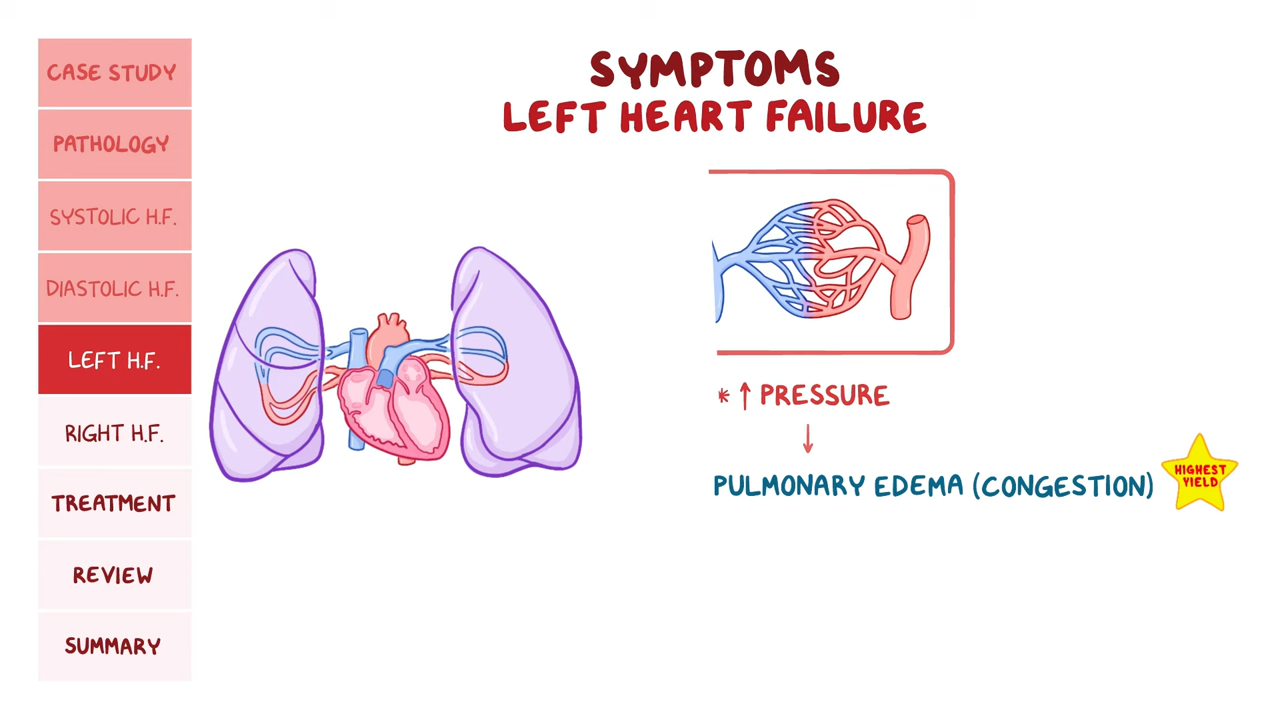 CASE STUDY
PATHOLOGY
SYSTOLIC H.F.
DIASTOLIC H.F.
LEFT H.F.
RIGHT H.F.
TREATMENT
REVIEW
SUMMARY
SYMPTOMS
LEFT HEART FAILURE
* ↑ PRESSURE
↓
PULMONARY EDEMA (CONGESTION)
HIGHEST
YIELD